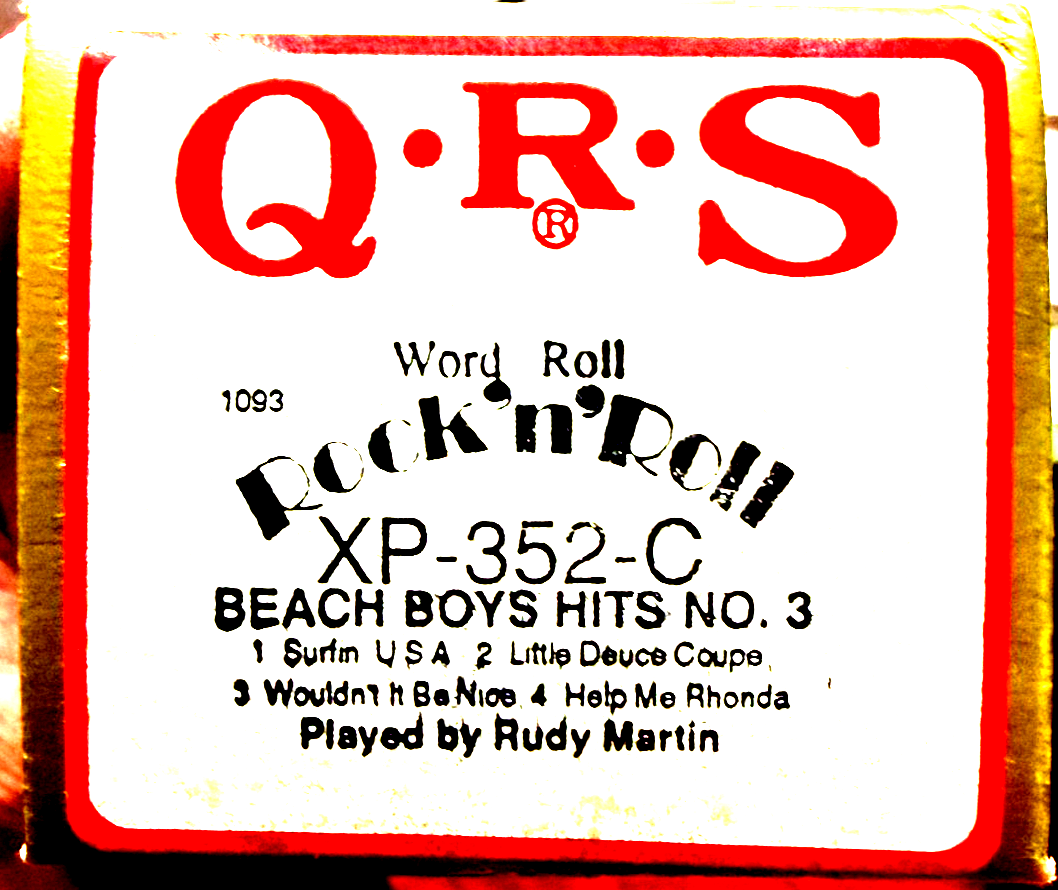 Q·R·S
®
Word Roll
1093
Rock'n'Roll
XP-352-C
BEACH BOYS HITS NO. 3
1 Surfin U S A 2 Little Deuce Coupe
3 Wouldn't It Be Nice 4 Help Me Rhonda
Played by Rudy Martin